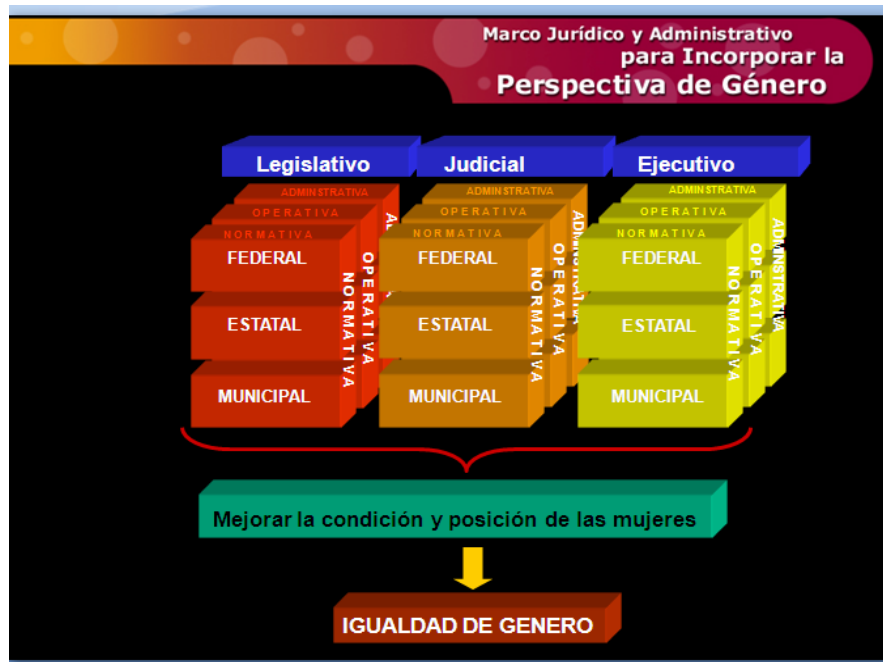 Marco Jurídico y Administrativo
para Incorporar la
Perspectiva de Género
Legislativo Judicial Ejecutivo
ADMINSTRATIVA ADMINSTRATIVA ADMINSTRATIVA
OPERATIVA OPERATIVA OPERATIVA
NORMATIVA NORMATIVA NORMATIVA
FEDERAL FEDERAL FEDERAL
ESTATAL ESTATAL ESTATAL
MUNICIPAL MUNICIPAL MUNICIPAL
NORMATIVA
OPERATIVA
NORMATIVA
OPERATIVA
ADMINSTRATIVA
NORMATIVA
OPERATIVA
ADMINSTRATIVA
Mejorar la condición y posición de las mujeres
IGUALDAD DE GENERO